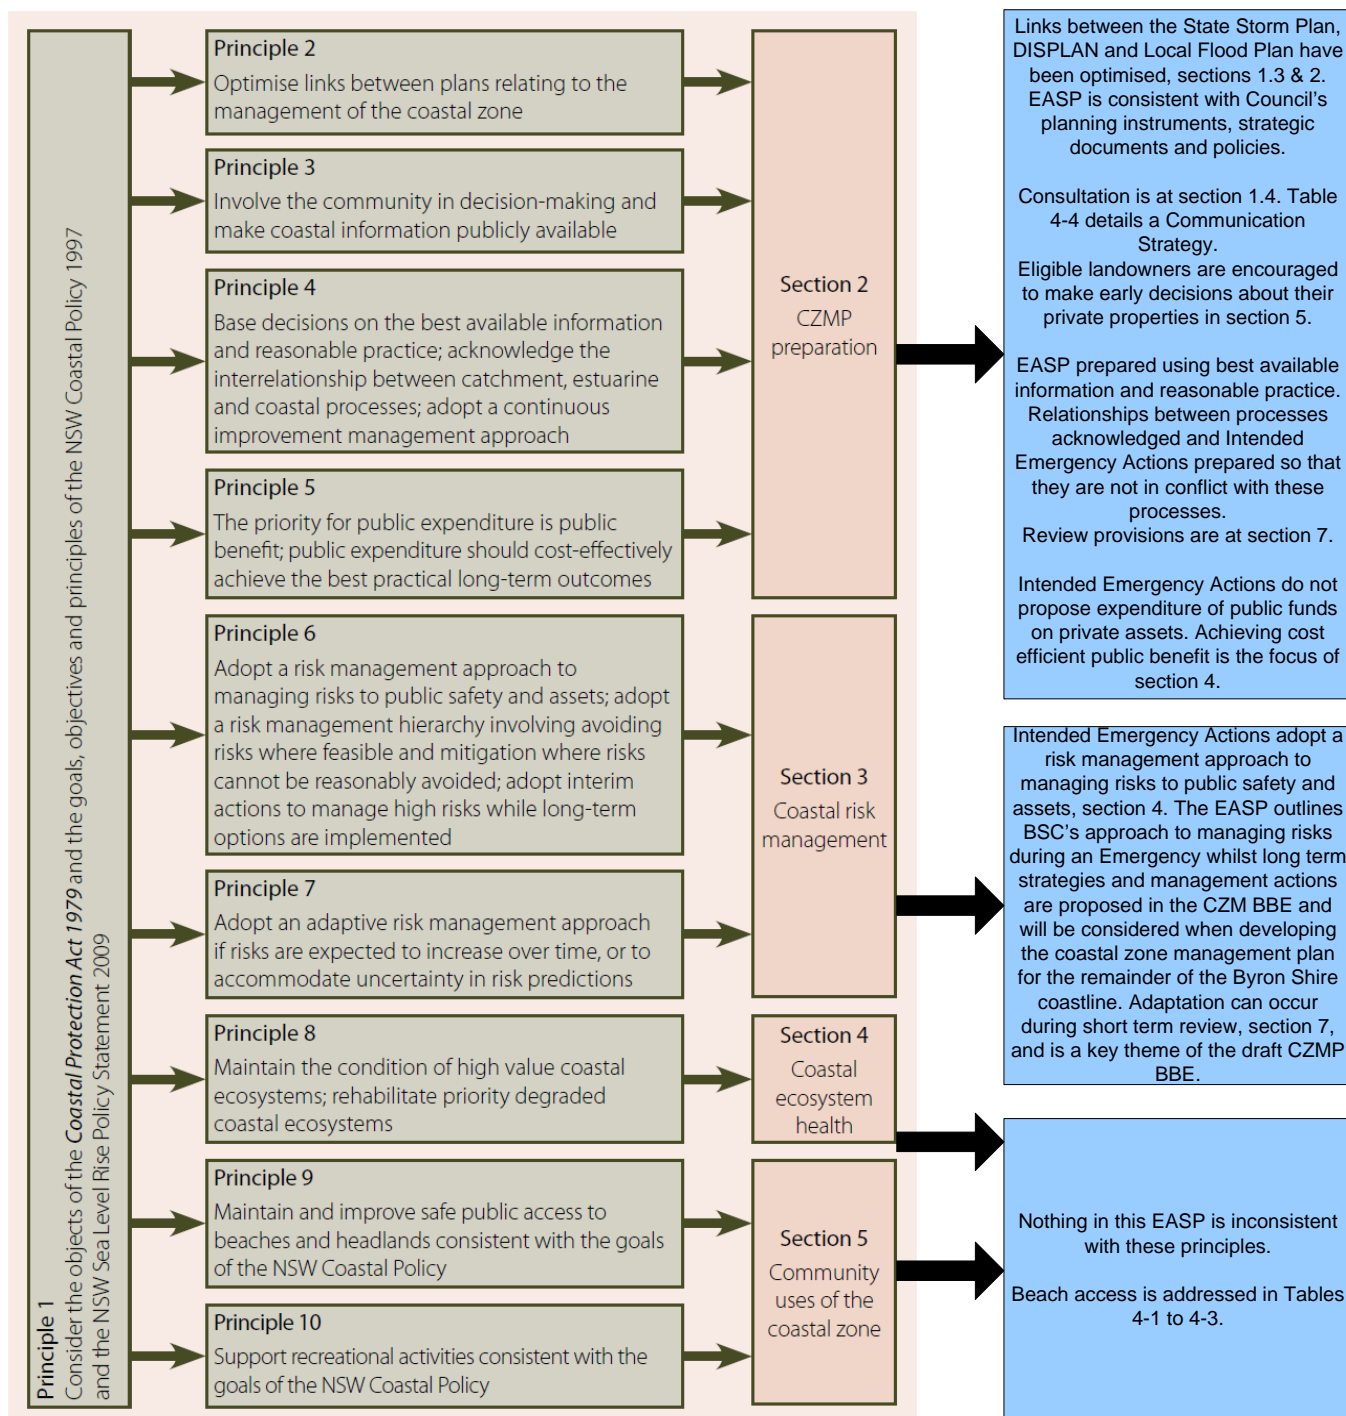 Principle 1
Consider the objects of the Coastal Protection Act 1979 and the goals, objectives and principles of the NSW Coastal Policy 1997
and the NSW Sea Level Rise Policy Statement 2009
Principle 2
Optimise links between plans relating to the
management of the coastal zone
Principle 3
Involve the community in decision-making and
make coastal information publicly available
Principle 4
Base decisions on the best available information
and reasonable practice; acknowledge the
interrelationship between catchment, estuarine
and coastal processes; adopt a continuous
improvement management approach
Principle 5
The priority for public expenditure is public
benefit; public expenditure should cost-effectively
achieve the best practical long-term outcomes
Principle 6
Adopt a risk management approach to
managing risks to public safety and assets; adopt
a risk management hierarchy involving avoiding
risks where feasible and mitigation where risks
cannot be reasonably avoided; adopt interim
actions to manage high risks while long-term
options are implemented
Principle 7
Adopt an adaptive risk management approach
if risks are expected to increase over time, or to
accommodate uncertainty in risk predictions
Principle 8
Maintain the condition of high value coastal
ecosystems; rehabilitate priority degraded
coastal ecosystems
Principle 9
Maintain and improve safe public access to
beaches and headlands consistent with the goals
of the NSW Coastal Policy
Principle 10
Support recreational activities consistent with the
goals of the NSW Coastal Policy
Section 2
CZMP
preparation
Section 3
Coastal risk
management
Section 4
Coastal
ecosystem
health
Section 5
Community
uses of the
coastal zone
Links between the State Storm Plan,
DISPLAN and Local Flood Plan have
been optimised, sections 1.3 & 2.
EASP is consistent with Council's
planning instruments, strategic
documents and policies.
Consultation is at section 1.4. Table
4-4 details a Communication
Strategy.
Eligible landowners are encouraged
to make early decisions about their
private properties in section 5.
EASP prepared using best available
information and reasonable practice.
Relationships between processes
acknowledged and Intended
Emergency Actions prepared so that
they are not in conflict with these
processes.
Review provisions are at section 7.
Intended Emergency Actions do not
propose expenditure of public funds
on private assets. Achieving cost
efficient public benefit is the focus of
section 4.
Intended Emergency Actions adopt a
risk management approach to
managing risks to public safety and
assets, section 4. The EASP outlines
BSC's approach to managing risks
during an Emergency whilst long term
strategies and management actions
are proposed in the CZM BBE and
will be considered when developing
the coastal zone management plan
for the remainder of the Byron Shire
coastline. Adaptation can occur
during short term review, section 7,
and is a key theme of the draft CZMP
BBE.
Nothing in this EASP is inconsistent
with these principles.
Beach access is addressed in Tables
4-1 to 4-3.